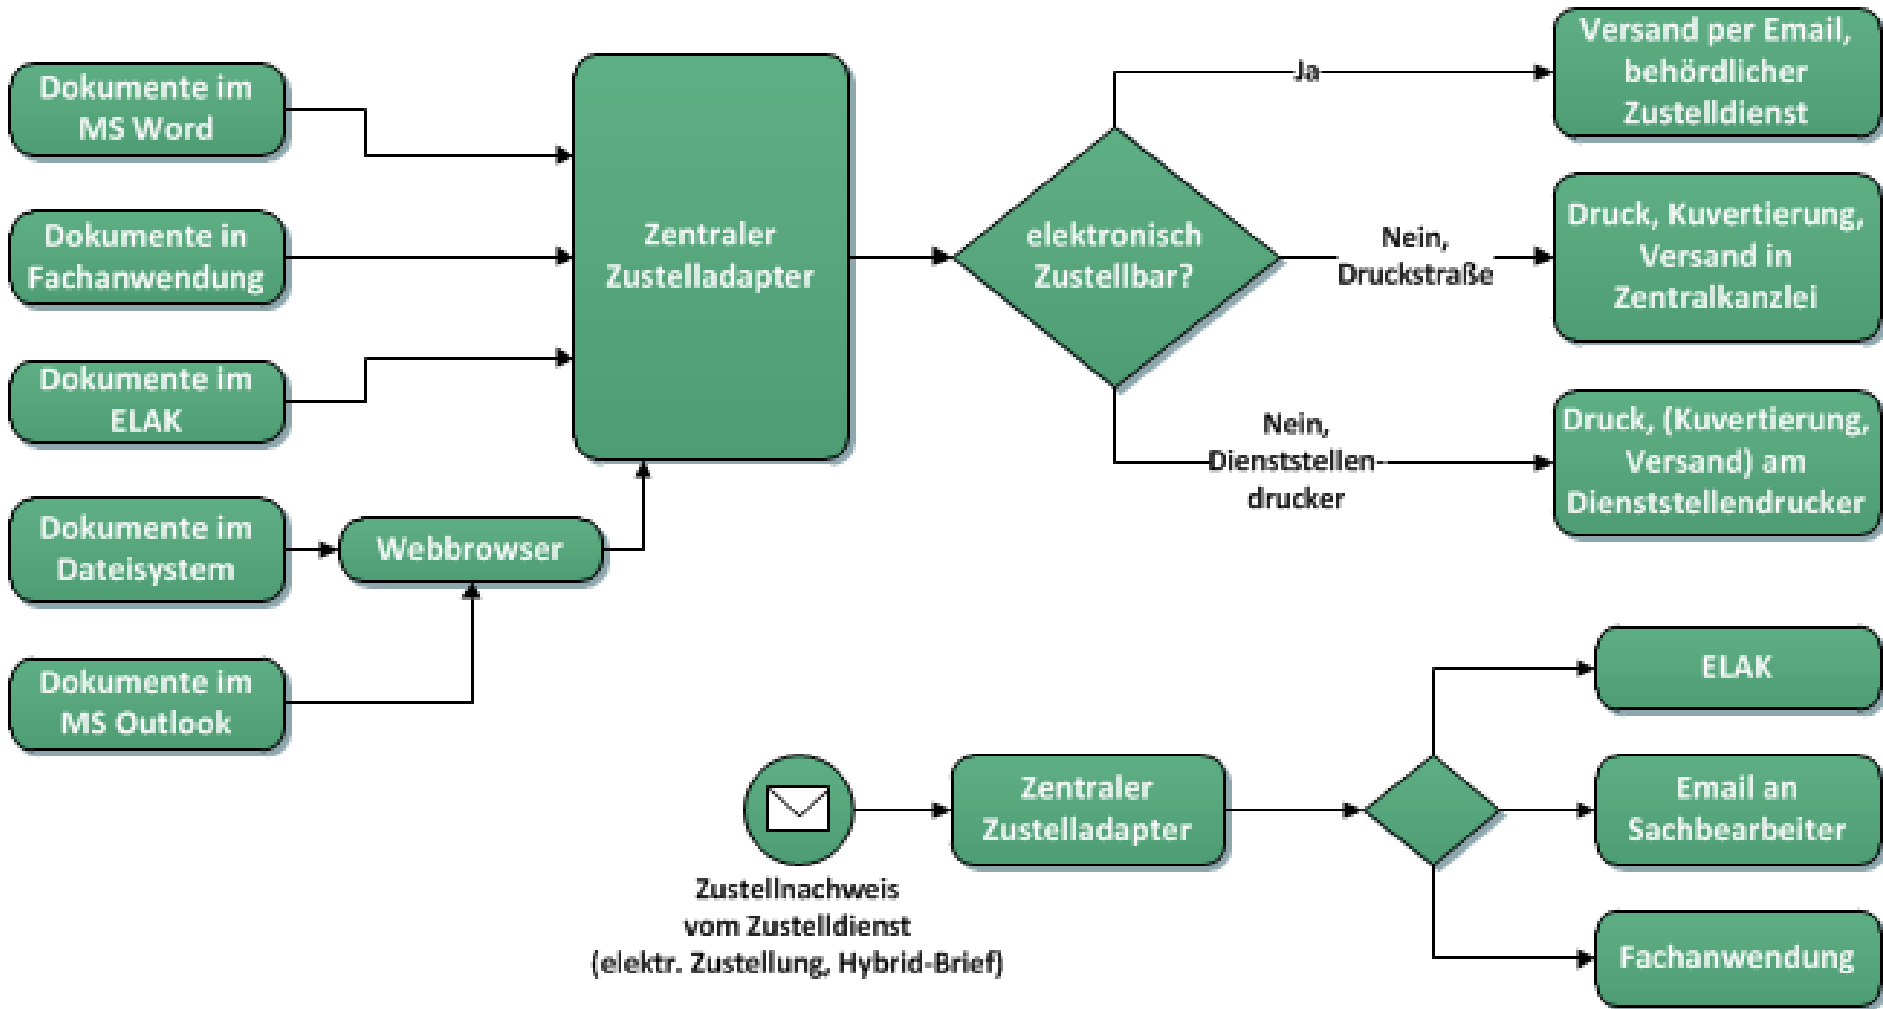 Dokumente im
MS Word
Dokumente in
Fachanwendung
Dokumente im
ELAK
Dokumente im
Dateisystem
Dokumente im
MS Outlook
Webbrowser
Zentraler
Zustelladapter
elektronisch
Zustellbar?
Ja
Nein,
Druckstraße
Nein,
Dienststellen-
drucker
Versand per Email,
behördlicher
Zustelldienst
Druck, Kuvertierung,
Versand in
Zentralkanzlei
Druck, (Kuvertierung,
Versand) am
Dienststellendrucker
Zustellnachweis
vom Zustelldienst
(elektr. Zustellung, Hybrid-Brief)
Zentraler
Zustelladapter
ELAK
Email an
Sachbearbeiter
Fachanwendung